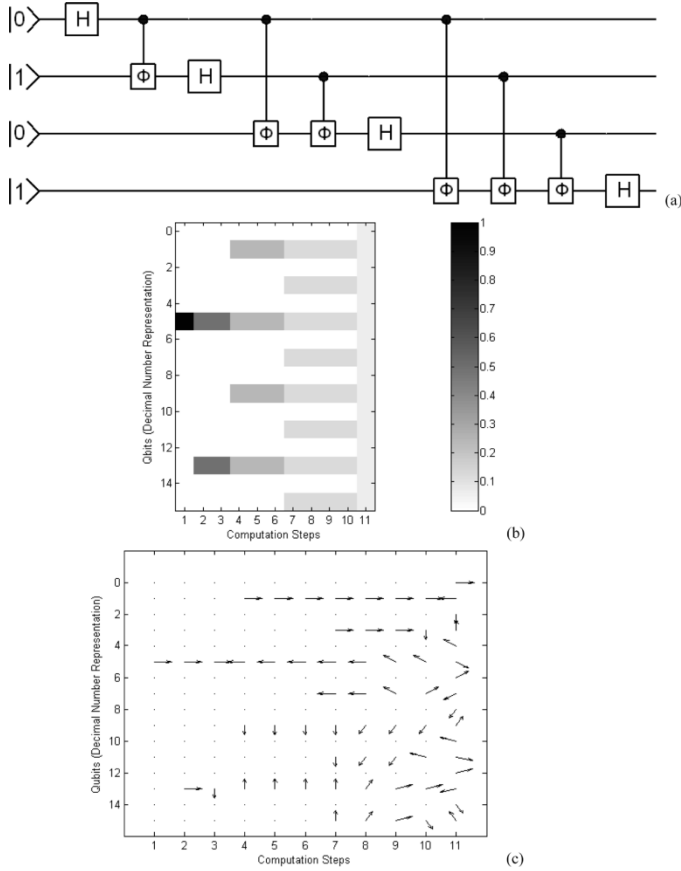 |0> H
|1> Φ H
|0> Φ Φ H
|1> Φ Φ Φ H (a)
0
2
4
6
8
10
12
14
Qbits (Decimal Number Representation)
1 2 3 4 5 6 7 8 9 10 11
Computation Steps
1
0.9
0.8
0.7
0.6
0.5
0.4
0.3
0.2
0.1
0
(b)
0
2
4
6
8
10
12
14
Qubits (Decimal Number Representation)
1 2 3 4 5 6 7 8 9 10 11
Computation Steps
(c)